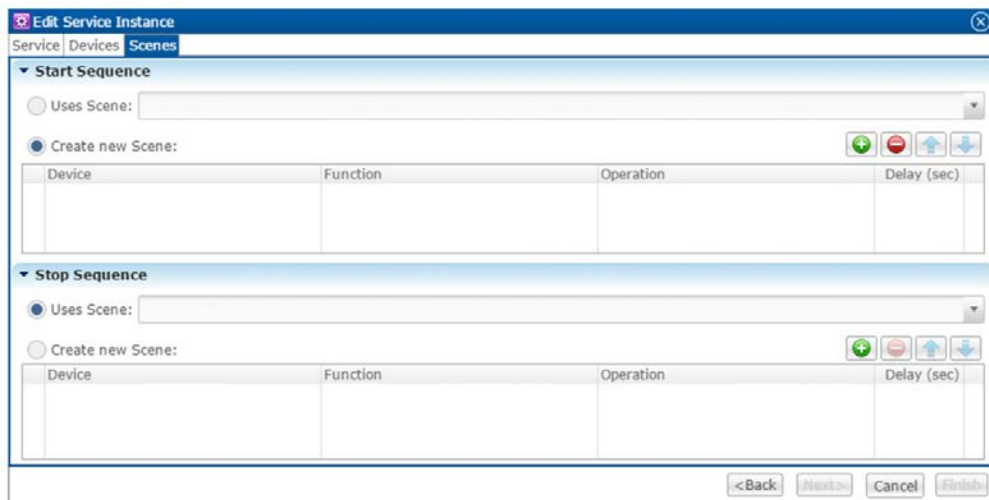 Edit Service Instance
Service Devices Scenes
Start Sequence
Uses Scene:
Create new Scene:
Device Function Operation Delay (sec)
Stop Sequence
Uses Scene:
Create new Scene:
Device Function Operation Delay (sec)
<Back Next> Cancel Finish